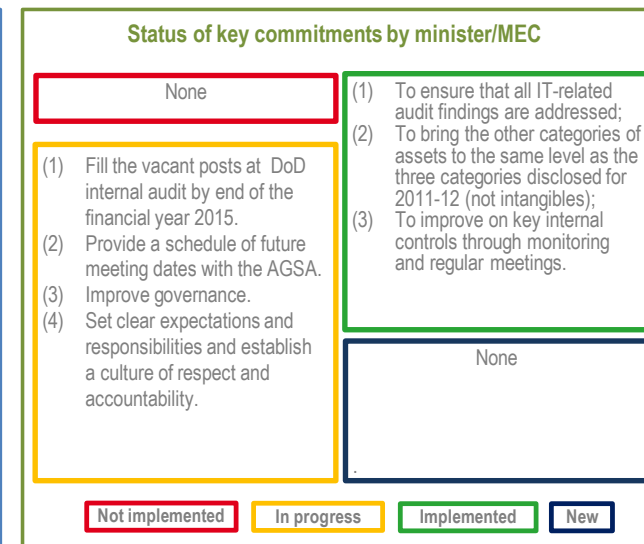 Status of key commitments by minister/MEC
None
(1) Fill the vacant posts at DoD
internal audit by end of the
financial year 2015.
(2) Provide a schedule of future
meeting dates with the AGSA.
(3) Improve governance.
(4) Set clear expectations and
responsibilities and establish
a culture of respect and
accountability.
(1) To ensure that all IT-related
audit findings are addressed;
(2) To bring the other categories of
assets to the same level as the
three categories disclosed for
2011-12 (not intangibles);
(3) To improve on key internal
controls through monitoring
and regular meetings.
None
.
Not implemented
In progress
Implemented
New